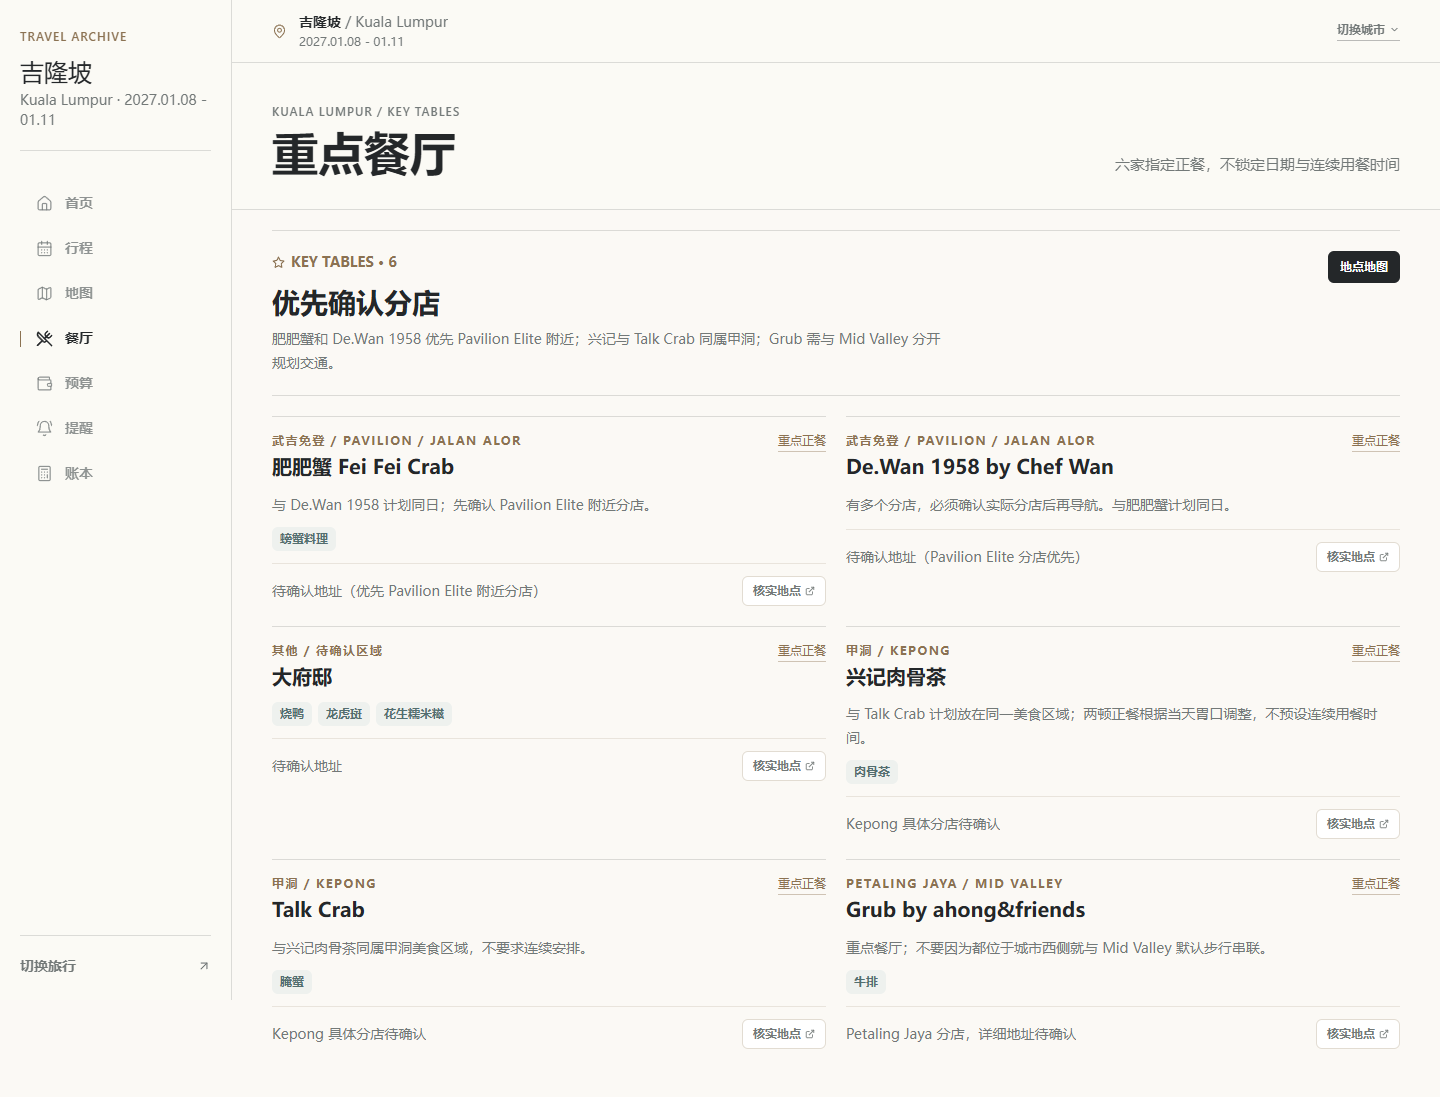 TRAVEL ARCHIVE
吉隆坡
Kuala Lumpur · 2027.01.08 -
01.11
首页
行程
地图
餐厅
预算
提醒
账本
切换旅行
吉隆坡 / Kuala Lumpur
2027.01.08 - 01.11
切换城市
KUALA LUMPUR / KEY TABLES
重点餐厅
六家指定正餐，不锁定日期与连续用餐时间
KEY TABLES • 6
地点地图
优先确认分店
肥肥蟹和 De.Wan 1958 优先 Pavilion Elite 附近；兴记与 Talk Crab 同属甲洞；Grub 需与 Mid Valley 分开
规划交通。
武吉免登 / PAVILION / JALAN ALOR
重点正餐
肥肥蟹 Fei Fei Crab
与 De.Wan 1958 计划同日；先确认 Pavilion Elite 附近分店。
螃蟹料理
待确认地址（优先 Pavilion Elite 附近分店）
核实地点
武吉免登 / PAVILION / JALAN ALOR
重点正餐
De.Wan 1958 by Chef Wan
有多个分店，必须确认实际分店后再导航。与肥肥蟹计划同日。
待确认地址（Pavilion Elite 分店优先）
核实地点
其他 / 待确认区域
重点正餐
大府邸
烧鸭
龙虎斑
花生糯米糍
待确认地址
核实地点
甲洞 / KEPONG
重点正餐
兴记肉骨茶
与 Talk Crab 计划放在同一美食区域；两顿正餐根据当天胃口调整，不预设连续用餐时
间。
肉骨茶
Kepong 具体分店待确认
核实地点
甲洞 / KEPONG
重点正餐
Talk Crab
与兴记肉骨茶同属甲洞美食区域，不要求连续安排。
腌蟹
Kepong 具体分店待确认
核实地点
PETALING JAYA / MID VALLEY
重点正餐
Grub by ahong&friends
重点餐厅；不要因为都位于城市西侧就与 Mid Valley 默认步行串联。
牛排
Petaling Jaya 分店，详细地址待确认
核实地点